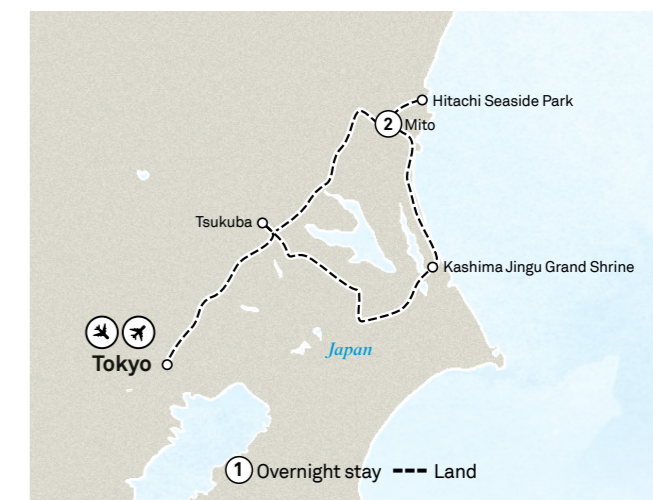 Hitachi Seaside Park
2 Mito
Tsukuba
Kashima Jingu Grand Shrine
Japan
Tokyo
1 Overnight stay Land